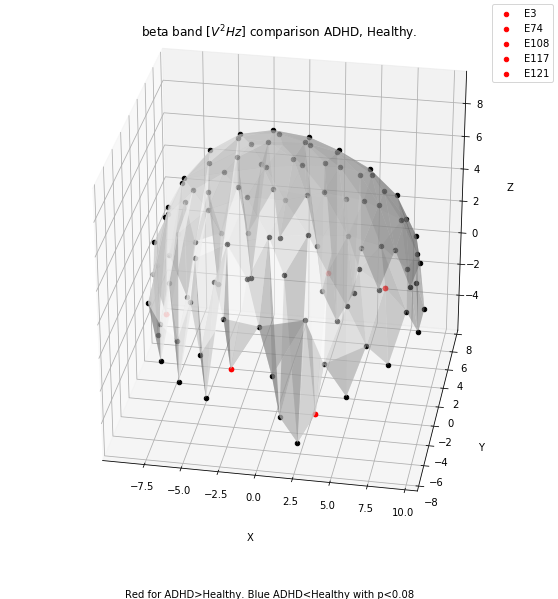 beta band [V²Hz] comparison ADHD, Healthy.
E3
E74
E108
E117
E121
8
6
4
2
0
−2
−4
Z
8
6
4
2
0
−2
−4
−6
−8
Y
−7.5 −5.0 −2.5 0.0 2.5 5.0 7.5 10.0
X
Red for ADHD>Healthy. Blue ADHD<Healthy with p<0.08